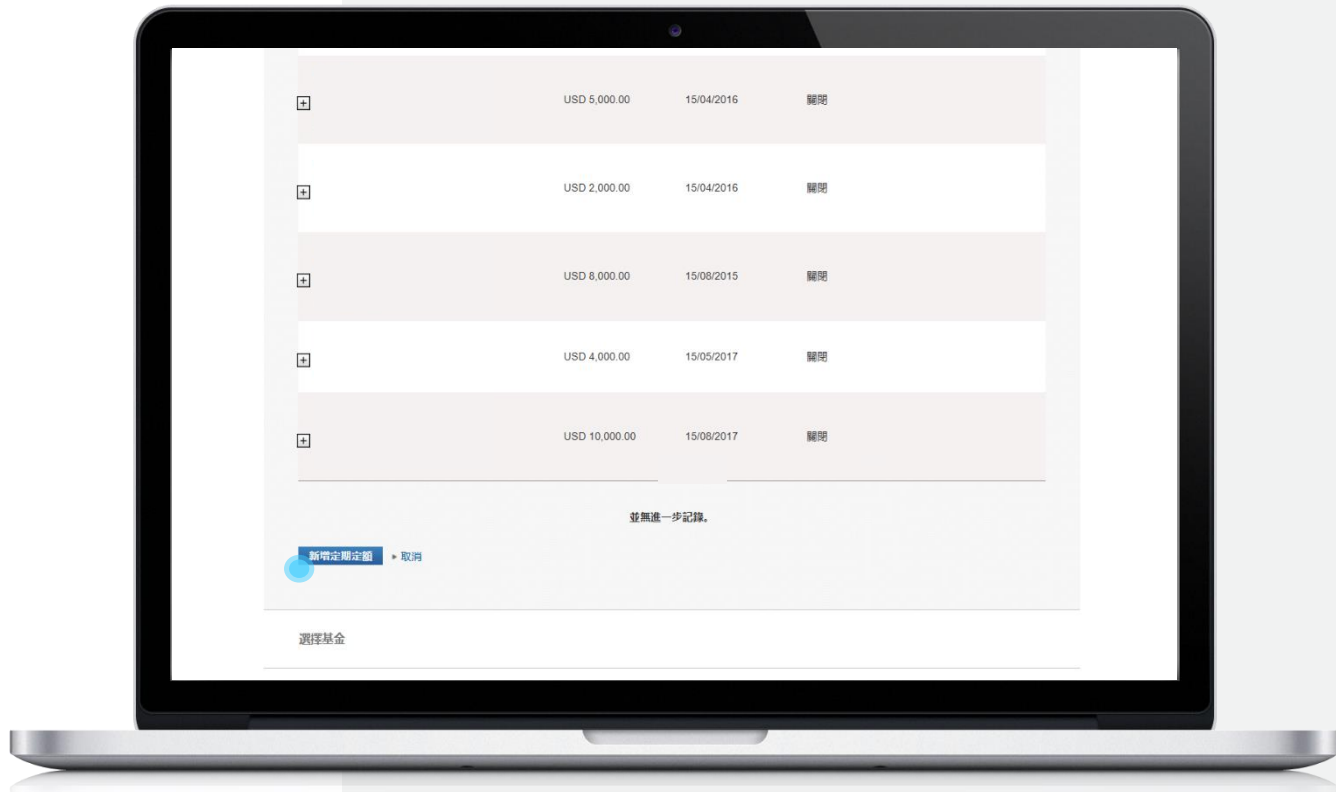 USD 5,000.00 15/04/2016 關閉
USD 2,000.00 15/04/2016 關閉
USD 8,000.00 15/08/2015 關閉
USD 4,000.00 15/05/2017 關閉
USD 10,000.00 15/08/2017 關閉
並無進一步記錄。
新增定期定額 ▸ 取消
選擇基金